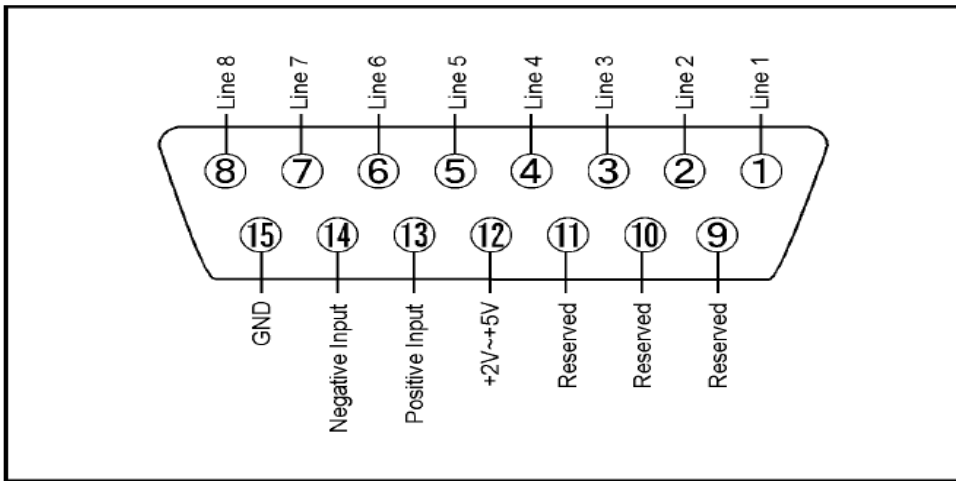 Line 8
Line 7
Line 6
Line 5
Line 4
Line 3
Line 2
Line 1
8
7
6
5
4
3
2
1
15
14
13
12
11
10
9
GND
Negative Input
Positive Input
+2V~+5V
Reserved
Reserved
Reserved